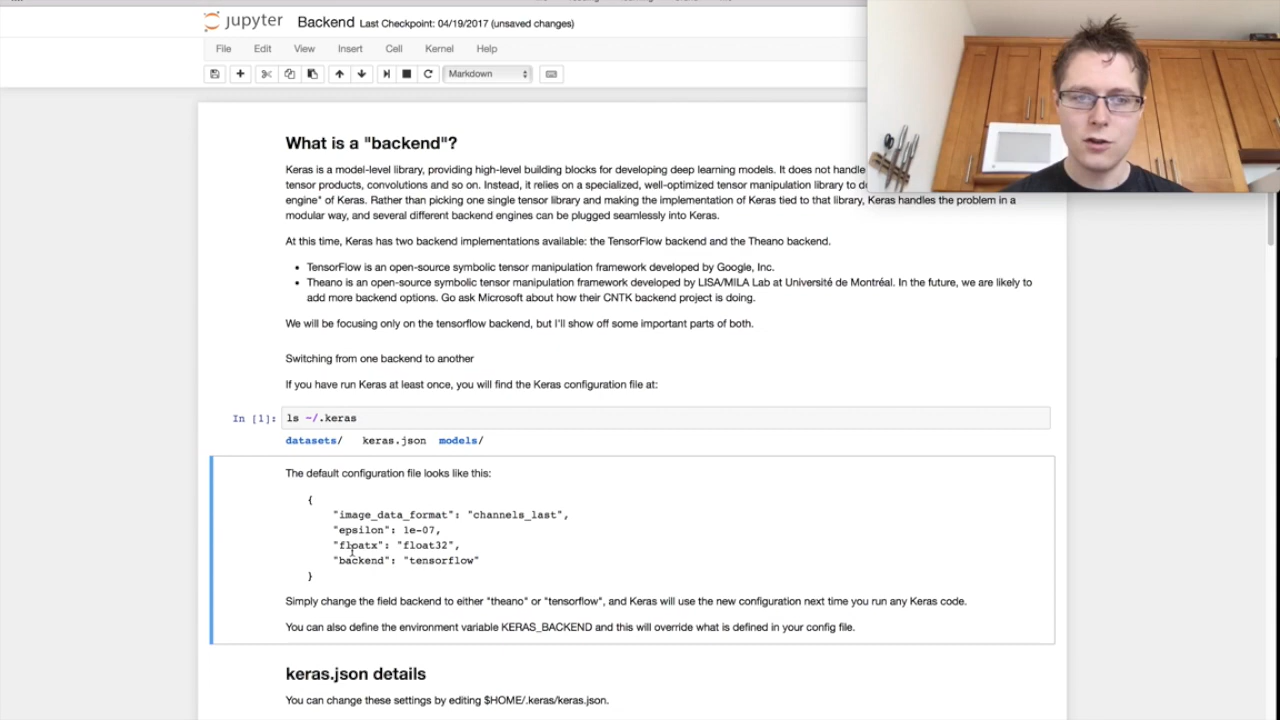 jupyter Backend Last Checkpoint: 04/19/2017 (unsaved changes)
File Edit View Insert Cell Kernel Help
Markdown
What is a "backend"?
Keras is a model-level library, providing high-level building blocks for developing deep learning models. It does not handle
tensor products, convolutions and so on. Instead, it relies on a specialized, well-optimized tensor manipulation library to
engine" of Keras. Rather than picking one single tensor library and making the implementation of Keras tied to that library, Keras handles the problem in a
modular way, and several different backend engines can be plugged seamlessly into Keras.
At this time, Keras has two backend implementations available: the TensorFlow backend and the Theano backend.
• TensorFlow is an open-source symbolic tensor manipulation framework developed by Google, Inc.
• Theano is an open-source symbolic tensor manipulation framework developed by LISA/MILA Lab at Université de Montréal. In the future, we are likely to
add more backend options. Go ask Microsoft about how their CNTK backend project is doing.
We will be focusing only on the tensorflow backend, but I'll show off some important parts of both.
Switching from one backend to another
If you have run Keras at least once, you will find the Keras configuration file at:
In [1]: ls ~/.keras
datasets/ keras.json models/
The default configuration file looks like this:
{
"image_data_format": "channels_last",
"epsilon": 1e-07,
"floatx": "float32",
"backend": "tensorflow"
}
Simply change the field backend to either "theano" or "tensorflow", and Keras will use the new configuration next time you run any Keras code.
You can also define the environment variable KERAS_BACKEND and this will override what is defined in your config file.
keras.json details
You can change these settings by editing $HOME/.keras/keras.json.